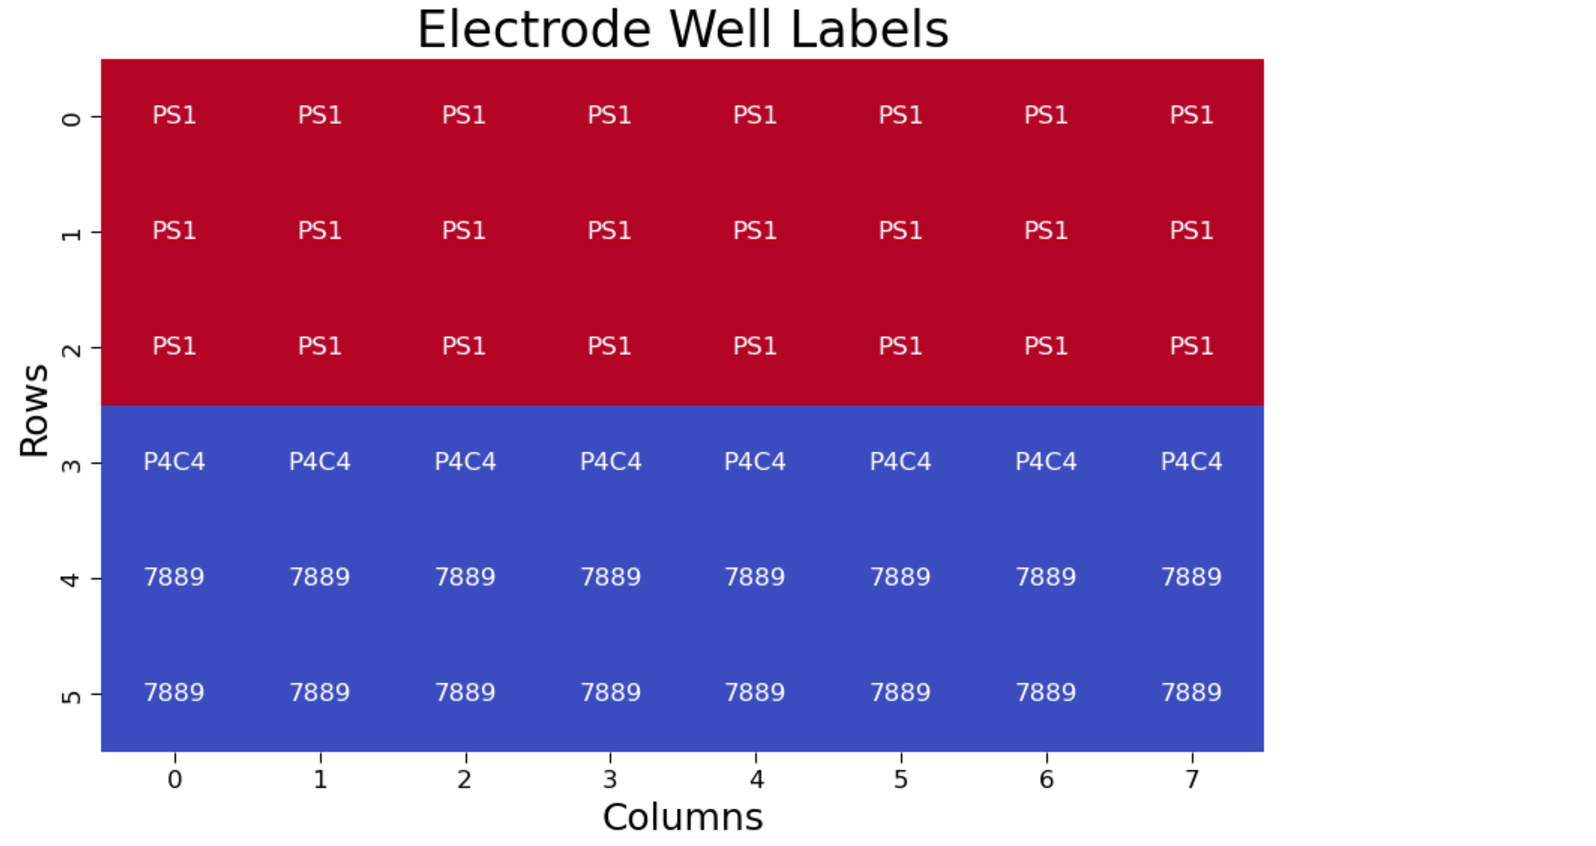 Electrode Well Labels
Rows
0 PS1 PS1 PS1 PS1 PS1 PS1 PS1 PS1
1 PS1 PS1 PS1 PS1 PS1 PS1 PS1 PS1
2 PS1 PS1 PS1 PS1 PS1 PS1 PS1 PS1
3 P4C4 P4C4 P4C4 P4C4 P4C4 P4C4 P4C4 P4C4
4 7889 7889 7889 7889 7889 7889 7889 7889
5 7889 7889 7889 7889 7889 7889 7889 7889
0 1 2 3 4 5 6 7
Columns